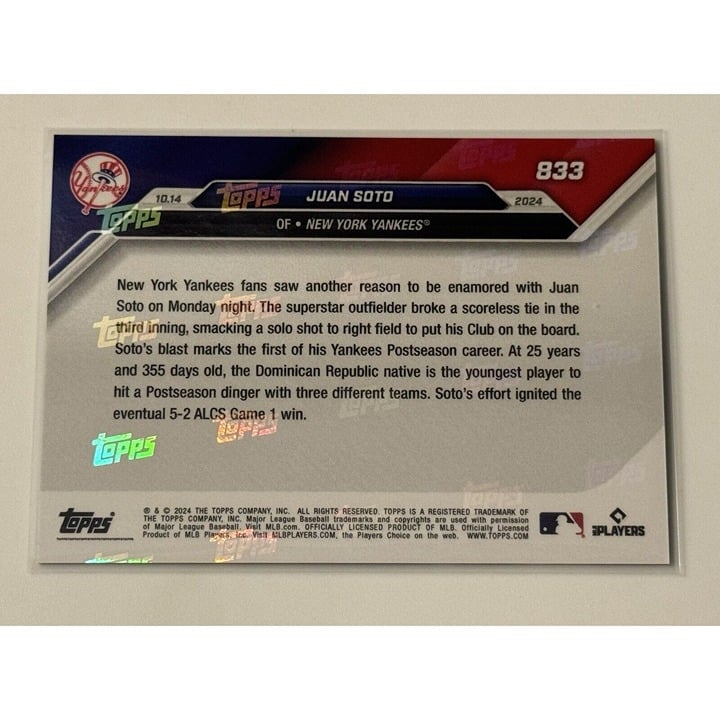 Yankees
833
10.14
JUAN SOTO
2024
OF • NEW YORK YANKEES®
New York Yankees fans saw another reason to be enamored with Juan
Soto on Monday night. The superstar outfielder broke a scoreless tie in the
third inning, smacking a solo shot to right field to put his Club on the board.
Soto's blast marks the first of his Yankees Postseason career. At 25 years
and 355 days old, the Dominican Republic native is the youngest player to
hit a Postseason dinger with three different teams. Soto's effort ignited the
eventual 5-2 ALCS Game 1 win.
Topps
Topps
Topps
Topps
Topps
Topps
® & © 2024 THE TOPPS COMPANY, INC. ALL RIGHTS RESERVED. TOPPS IS A REGISTERED TRADEMARK OF
THE TOPPS COMPANY, INC. Major League Baseball trademarks and copyrights are used with permission
of Major League Baseball. Visit MLB.com. OFFICIALLY LICENSED PRODUCT OF MLB. Officially Licensed
Product of MLB Players, Inc. Visit MLBPLAYERS.COM, the Players Choice on the web. WWW.TOPPS.COM
MLB PLAYERS